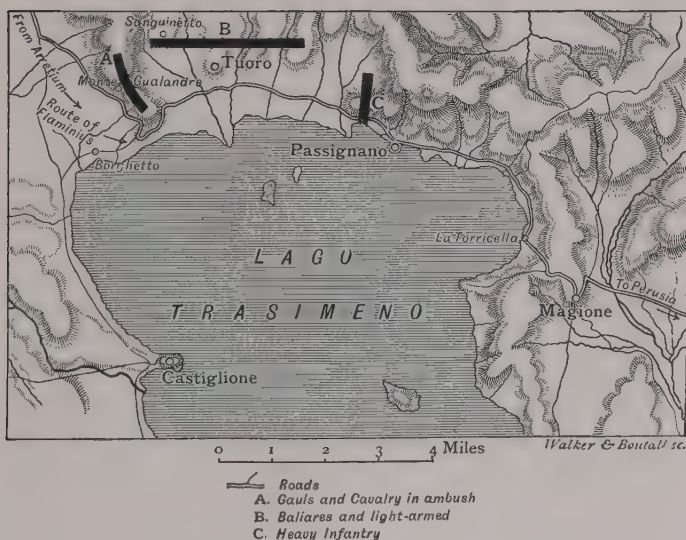 Sanguinetto
B
From Arretium
A
Tuoro
Monte Gualandre
Route of
Flaminius
C
Borghetto
Passignano
LAGO
La Torricella
To Perusia
TRASIMENO
Magione
Castiglione
Walker & Boutall sc.
0 1 2 3 4 Miles
Roads
A. Gauls and Cavalry in ambush
B. Baliares and light-armed
C. Heavy Infantry